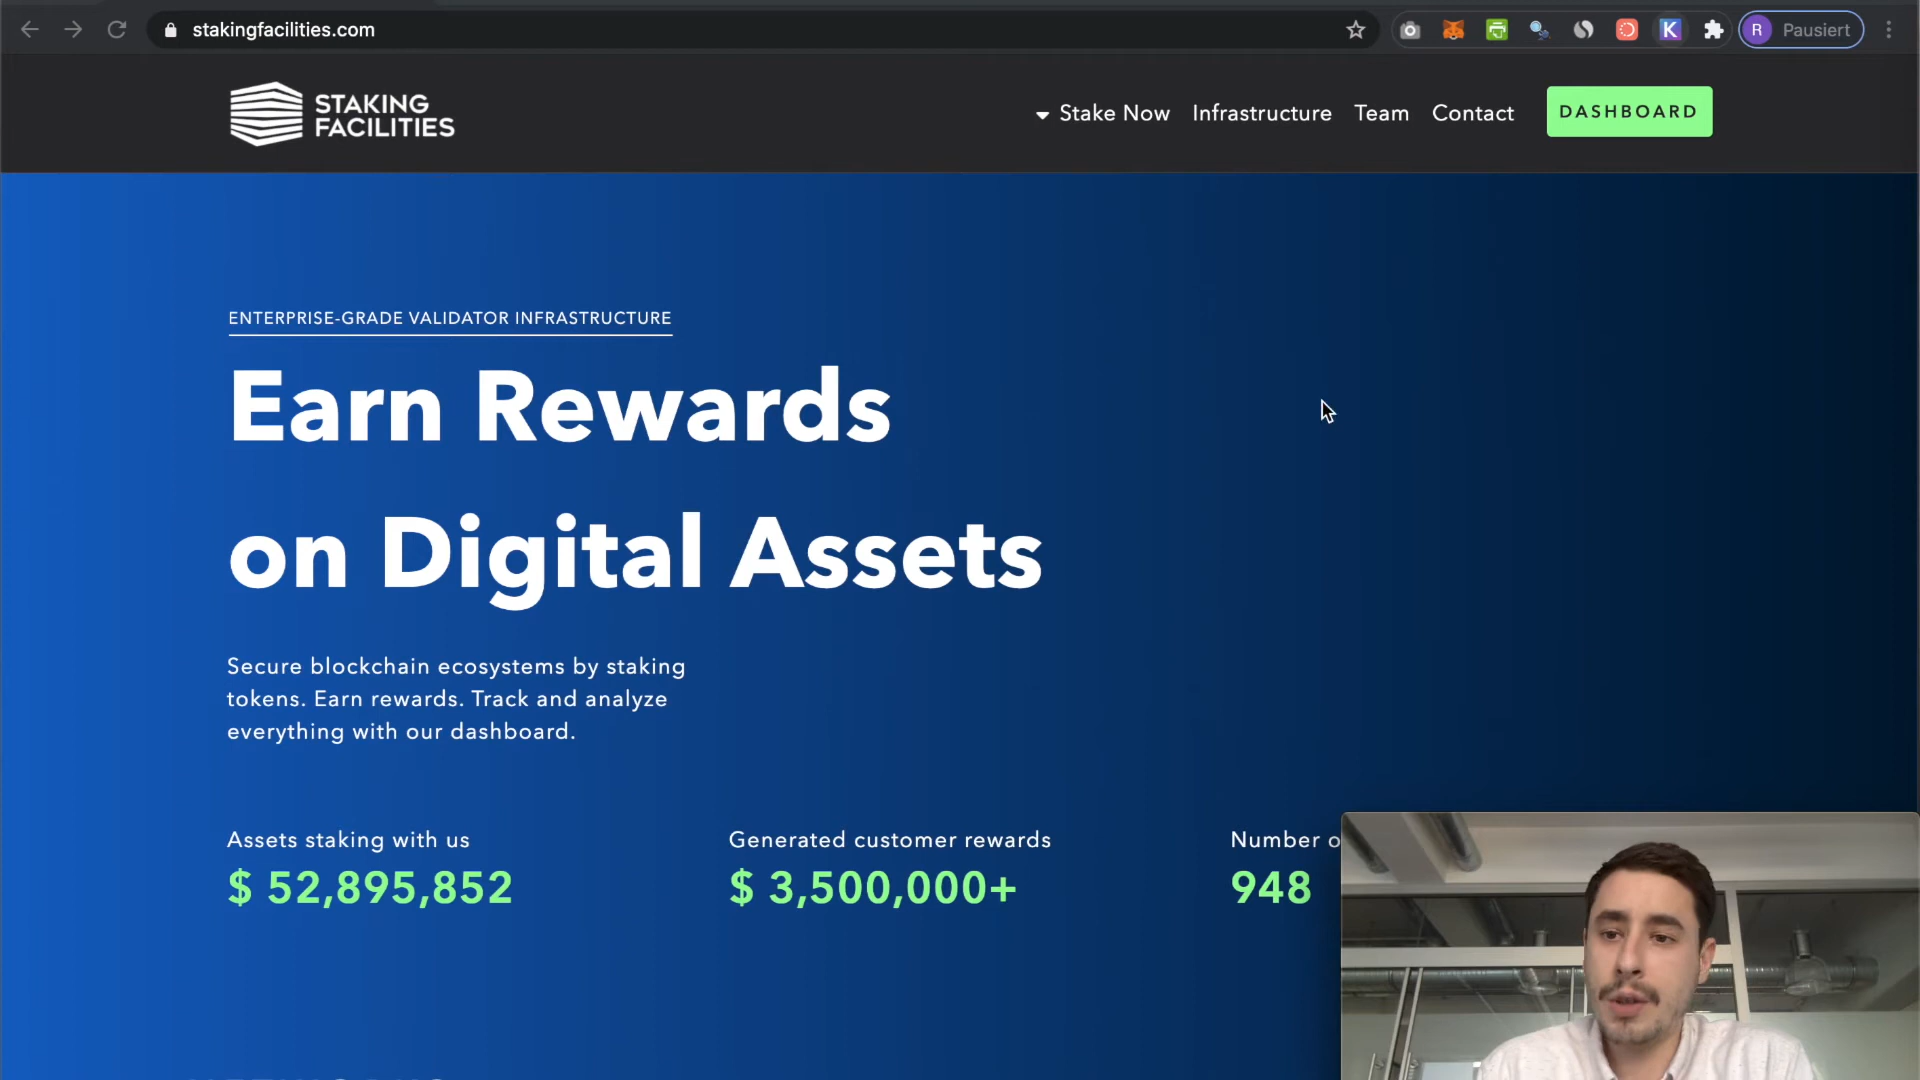 stakingfacilities.com
R Pausiert
STAKING
FACILITIES
Stake Now Infrastructure Team Contact DASHBOARD
ENTERPRISE-GRADE VALIDATOR INFRASTRUCTURE
Earn Rewards
on Digital Assets
Secure blockchain ecosystems by staking
tokens. Earn rewards. Track and analyze
everything with our dashboard.
Assets staking with us
$ 52,895,852
Generated customer rewards
$ 3,500,000+
Number o
948